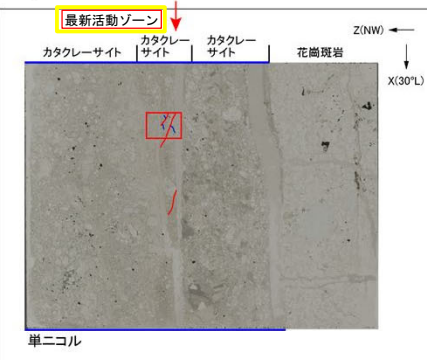 最新活動ゾーン
Z(NW)
カタクレーサイト
カタクレー
サイト
カタクレー
サイト
花崗斑岩
X(30°L)
単ニコル